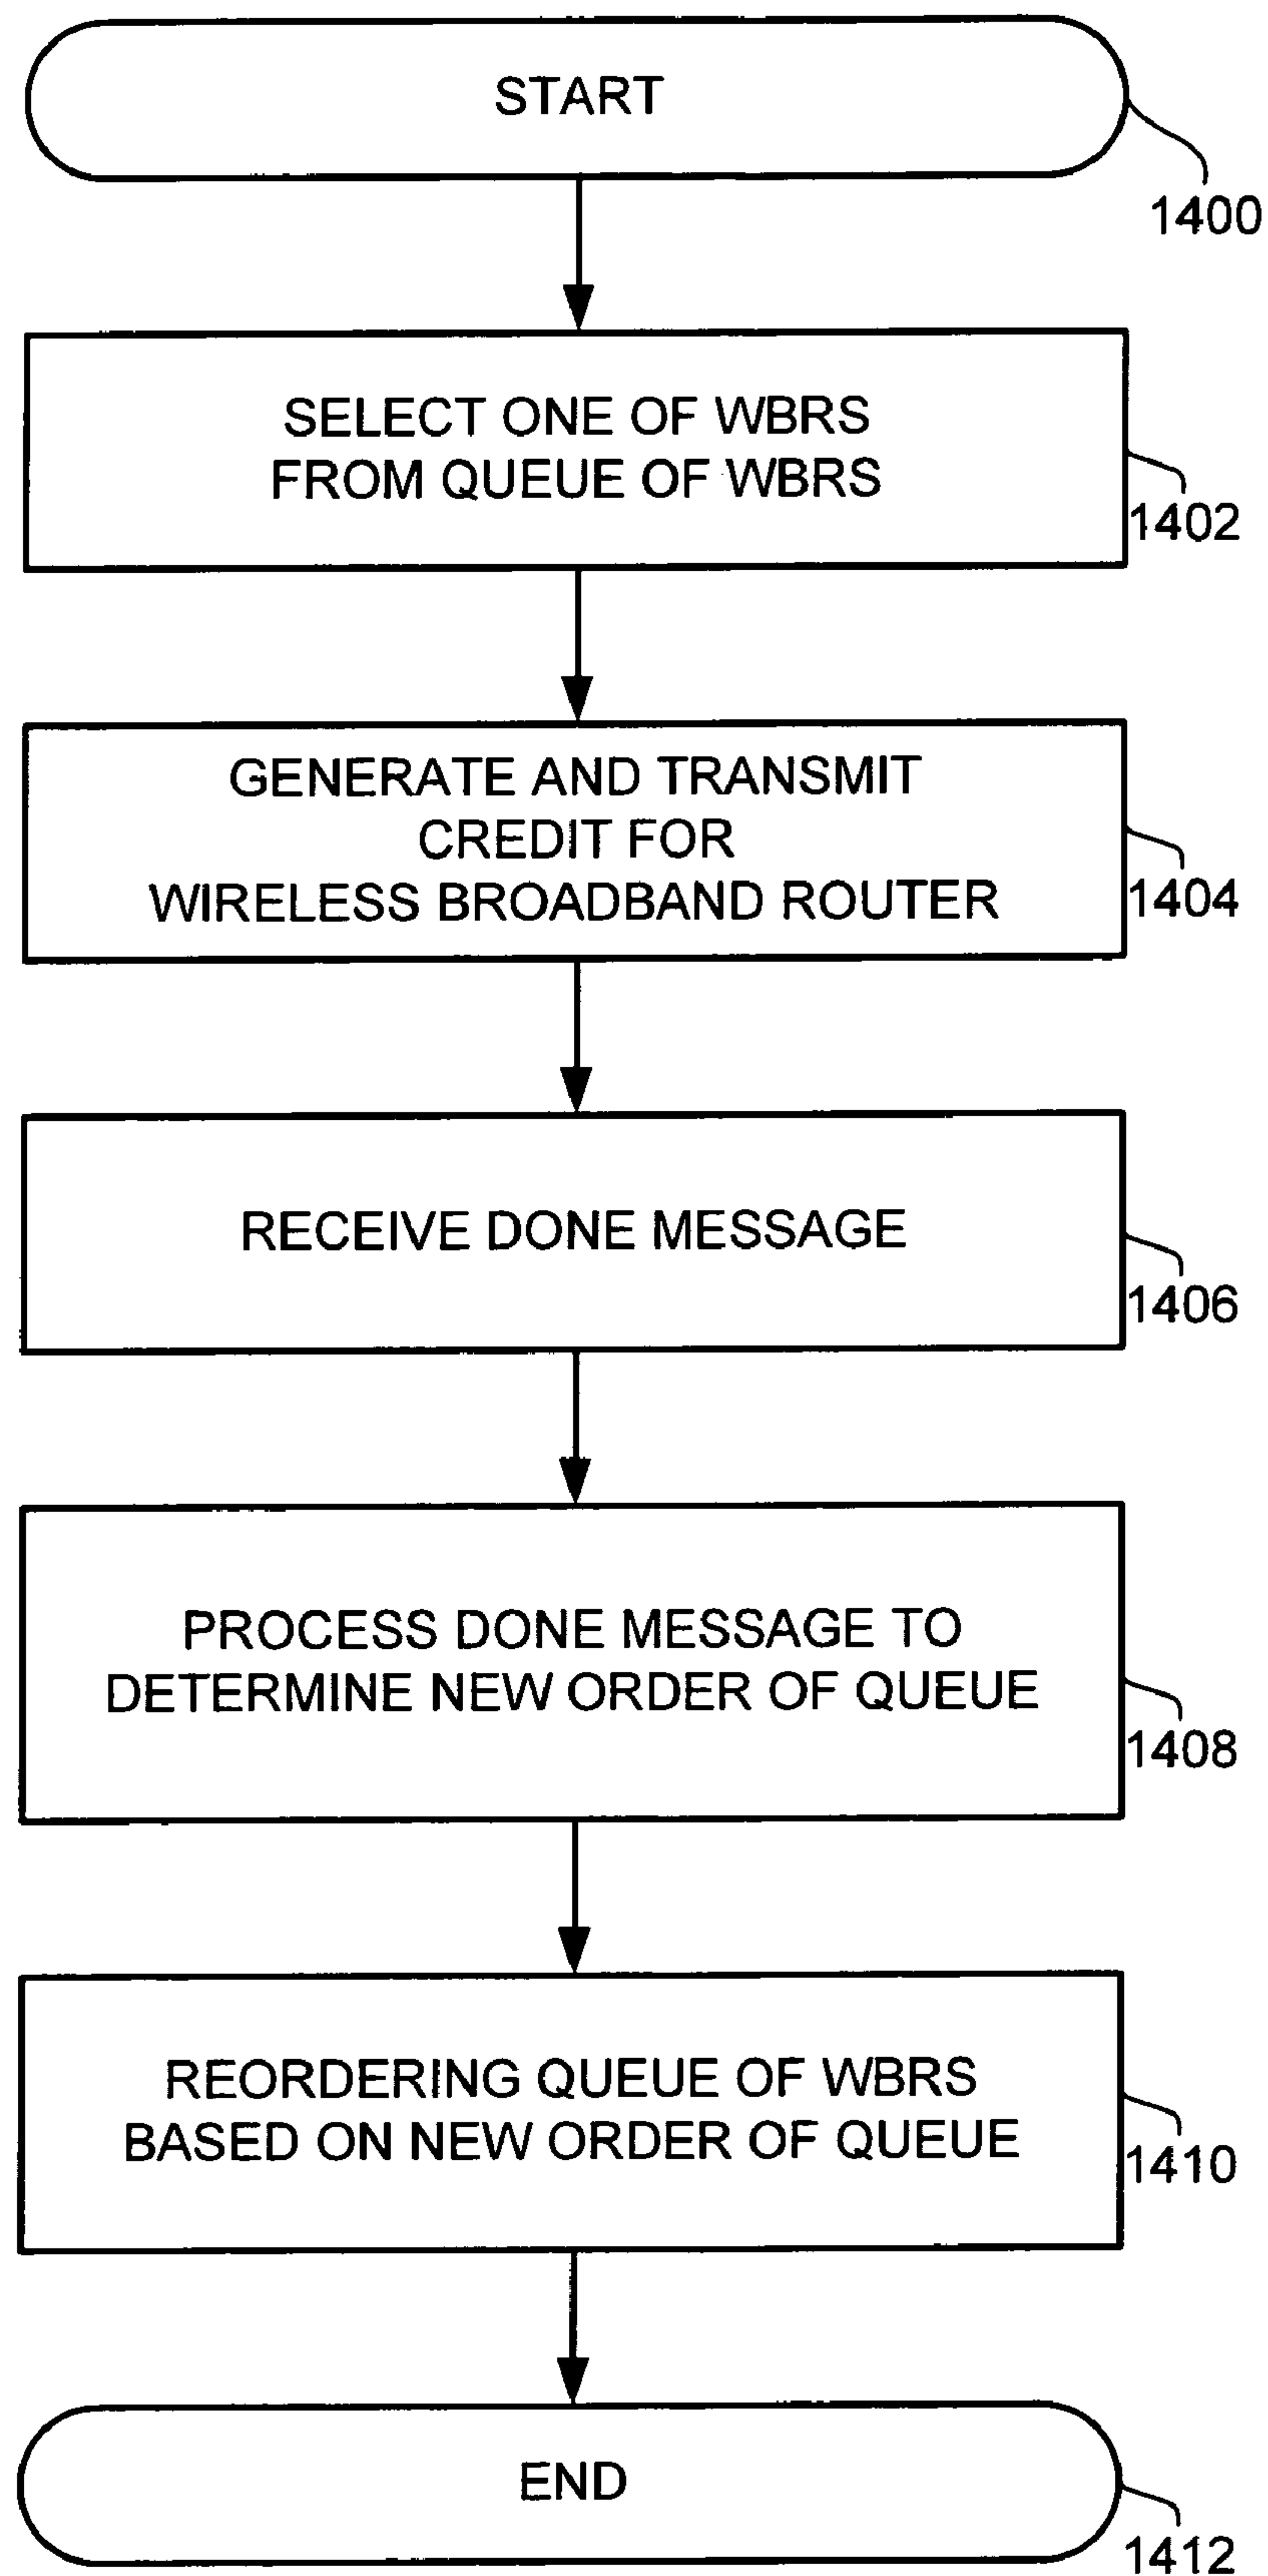 START
1400
SELECT ONE OF WBRS
FROM QUEUE OF WBRS
1402
GENERATE AND TRANSMIT
CREDIT FOR
WIRELESS BROADBAND ROUTER
1404
RECEIVE DONE MESSAGE
1406
PROCESS DONE MESSAGE TO
DETERMINE NEW ORDER OF QUEUE
1408
REORDERING QUEUE OF WBRS
BASED ON NEW ORDER OF QUEUE
1410
END
1412